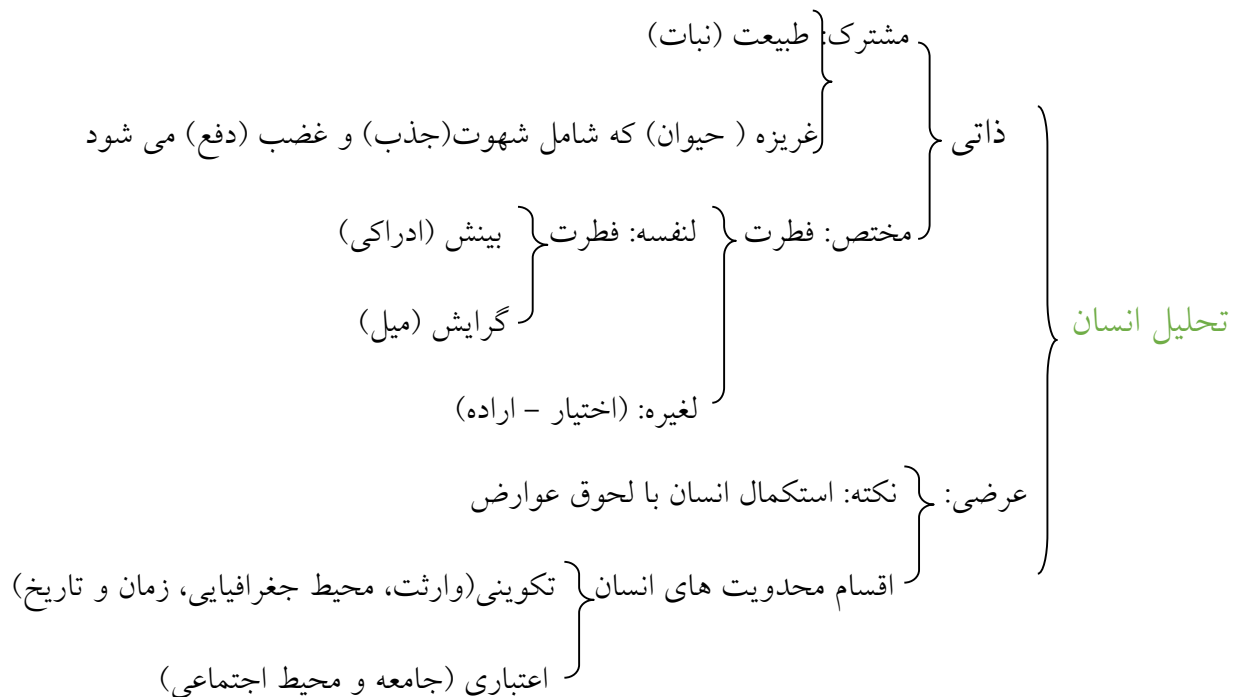 مشترک: طبیعت (نبات)
ذاتی
غریزه ( حیوان) که شامل شهوت(جذب) و غضب (دفع) می شود
مختص: فطرت
لنفسه: فطرت
بینش (ادراکی)
تحلیل انسان
گرایش (میل)
لغیره: (اختیار – اراده)
عرضی:
نکته: استکمال انسان با لحوق عوارض
اقسام محدویت های انسان
تکوینی(وارثت، محیط جغرافیایی، زمان و تاریخ)
اعتباری (جامعه و محیط اجتماعی)